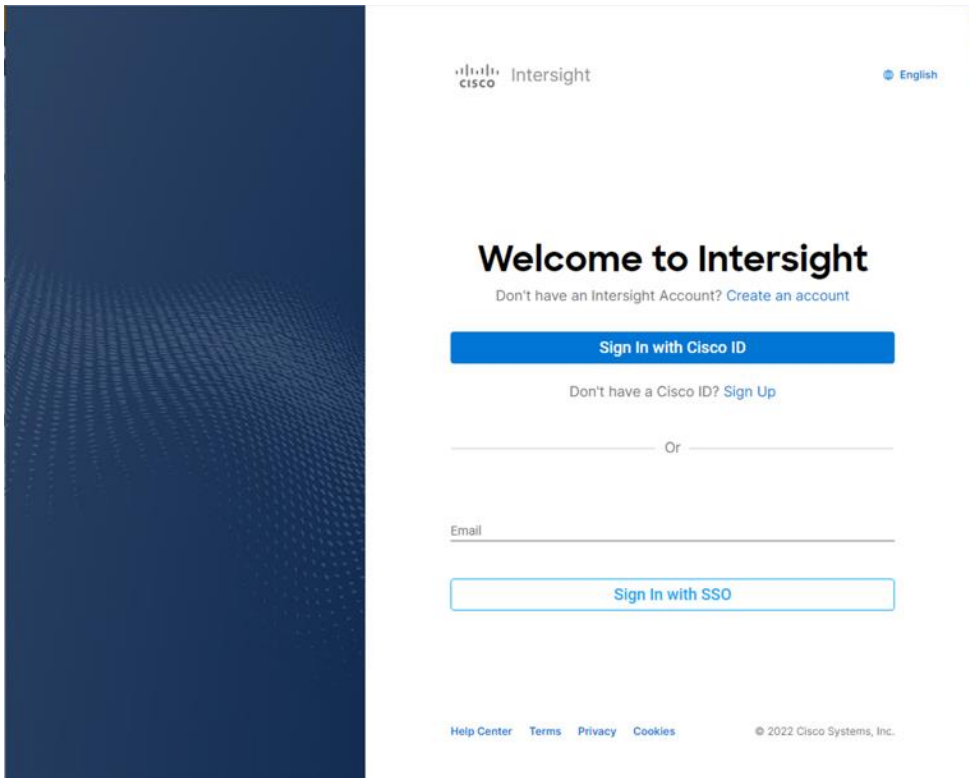 CISCO Intersight
English
Welcome to Intersight
Don't have an Intersight Account? Create an account
Sign In with Cisco ID
Don't have a Cisco ID? Sign Up
Or
Email
Sign In with SSO
Help Center Terms Privacy Cookies © 2022 Cisco Systems, Inc.